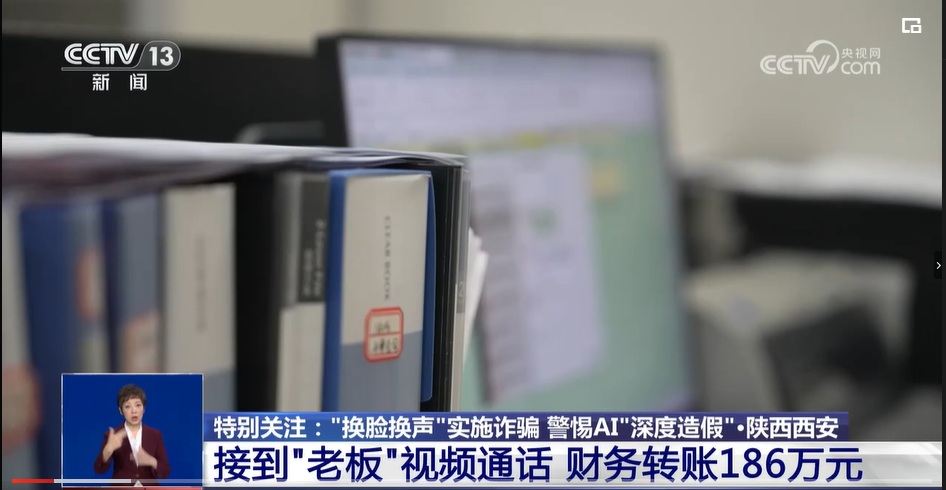 CCTV 13
新闻
央视网
CCTV.com
CLEAR BOOK
特别关注："换脸换声"实施诈骗 警惕AI"深度造假"·陕西西安
接到"老板"视频通话 财务转账186万元